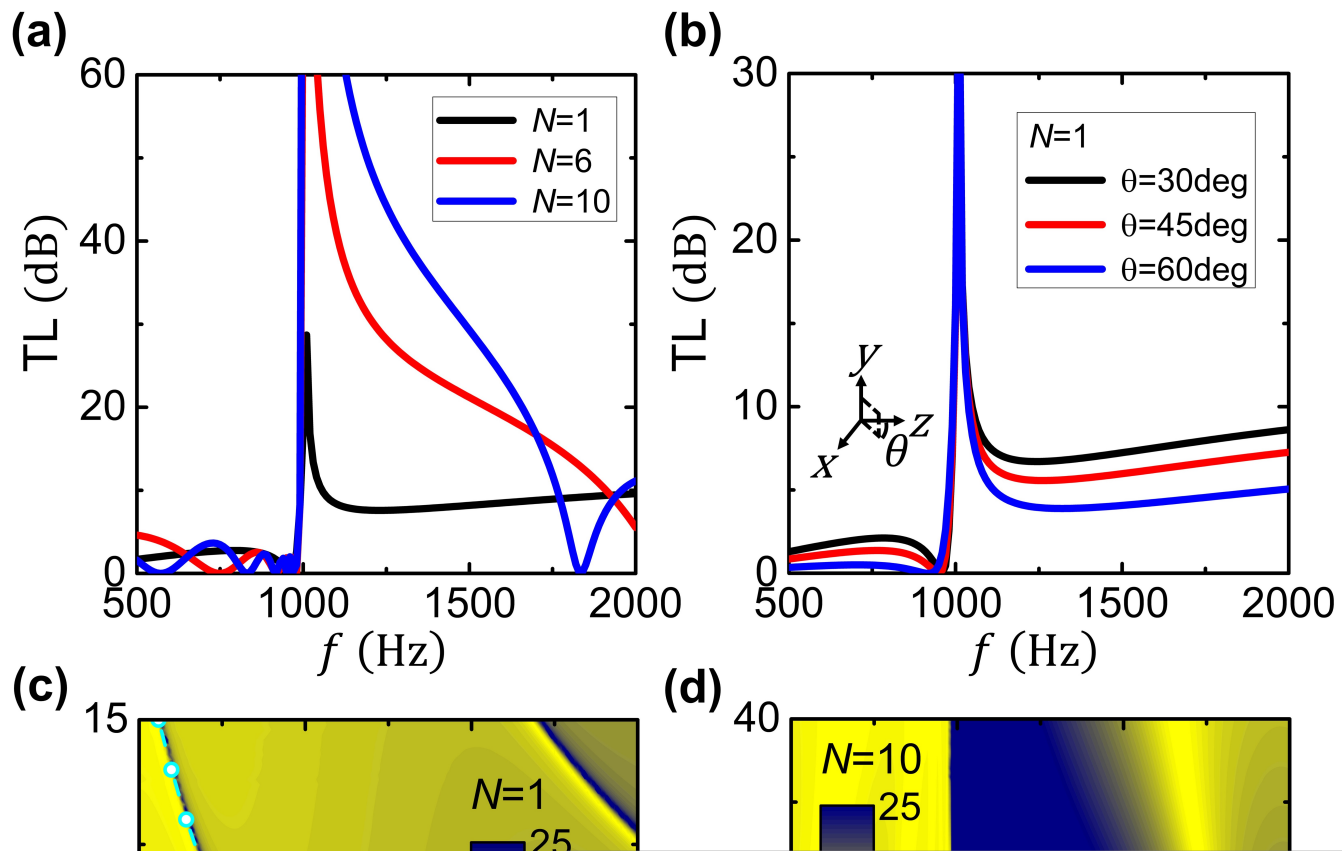 (a)
60
40
20
0
TL (dB)
N=1
N=6
N=10
500
1000
1500
2000
f (Hz)
(b)
30
20
10
0
TL (dB)
N=1
θ=30deg
θ=45deg
θ=60deg
y
z
x
θ
500
1000
1500
2000
f (Hz)
(c)
15
N=1
25
(d)
40
N=10
25